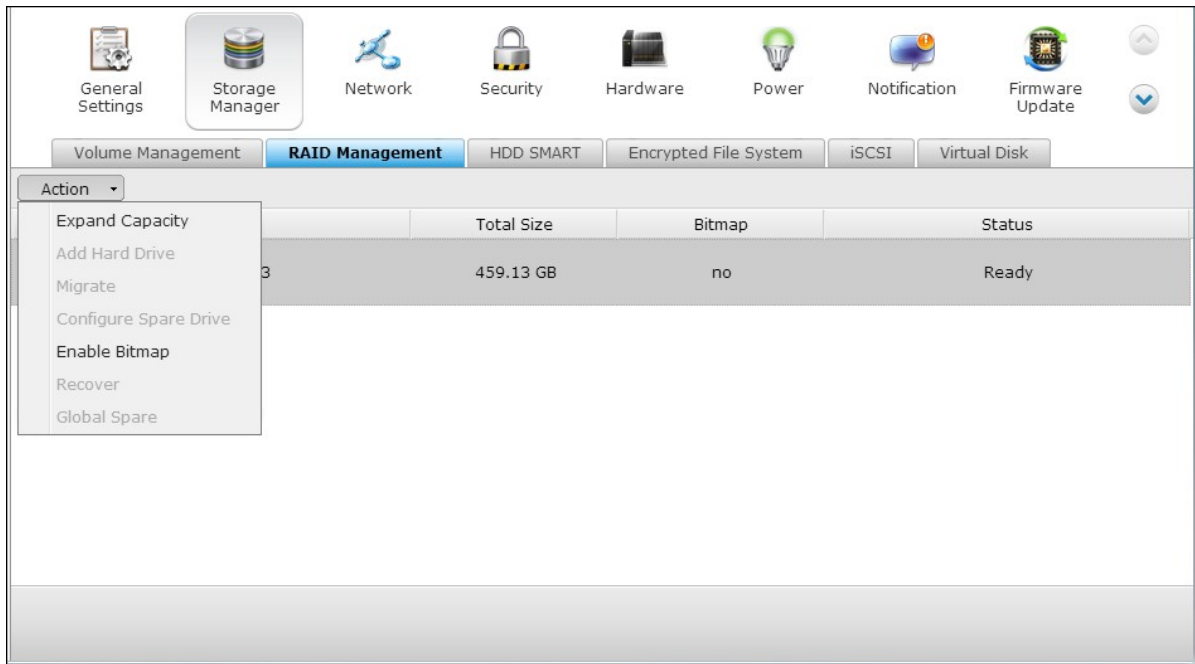 General
Settings
Storage
Manager
Network
Security
Hardware
Power
Notification
Firmware
Update
Volume Management
RAID Management
HDD SMART
Encrypted File System
iSCSI
Virtual Disk
Action
Total Size
Bitmap
Status
3
459.13 GB
no
Ready
Expand Capacity
Add Hard Drive
Migrate
Configure Spare Drive
Enable Bitmap
Recover
Global Spare